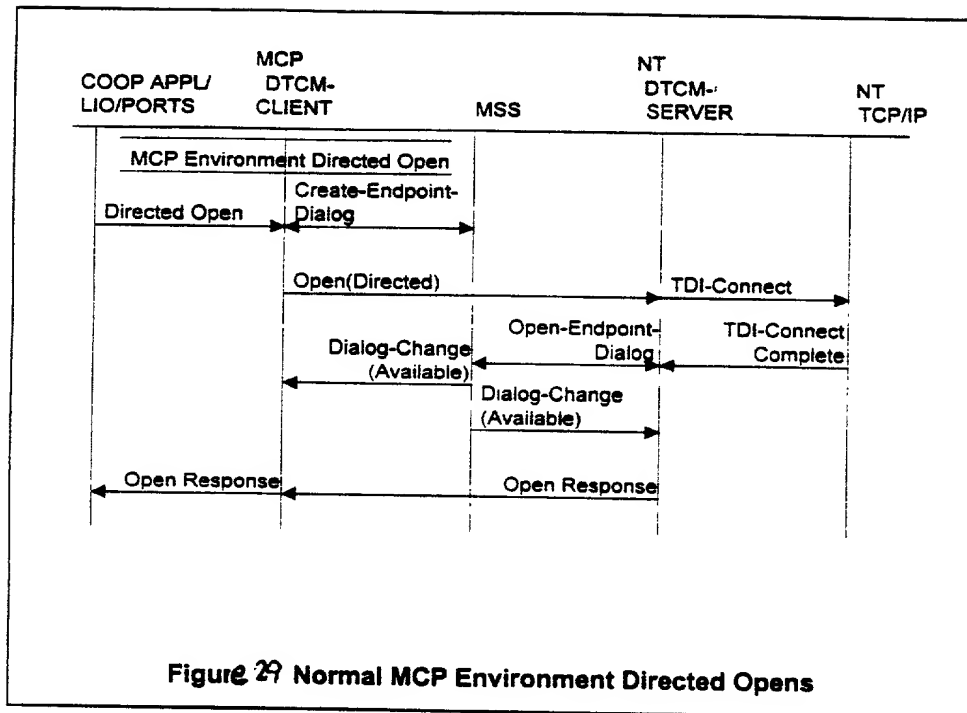 COOP APPL/
LIO/PORTS
MCP
DTCM-
CLIENT
MSS
NT
DTCM-
SERVER
NT
TCP/IP
MCP Environment Directed Open
Directed Open
Create-Endpoint-
Dialog
Open(Directed)
TDI-Connect
Dialog-Change
(Available)
Open-Endpoint-
Dialog
TDI-Connect
Complete
Dialog-Change
(Available)
Open Response
Open Response
Figure 29 Normal MCP Environment Directed Opens